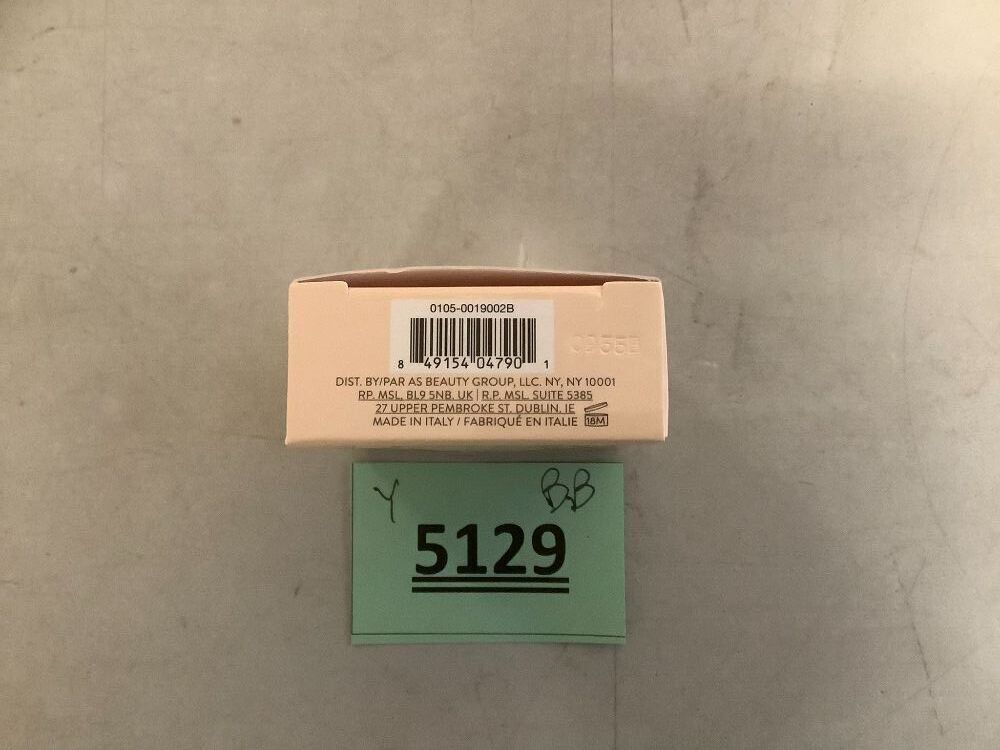 0105-0019002B
8 49154 04790 1
DIST. BY/PAR AS BEAUTY GROUP, LLC. NY, NY 10001
RP. MSL, BL9 5NB. UK | R.P. MSL. SUITE 5385
27 UPPER PEMBROKE ST. DUBLIN. IE
MADE IN ITALY / FABRIQUÉ EN ITALIE 18M
Y BB
5129